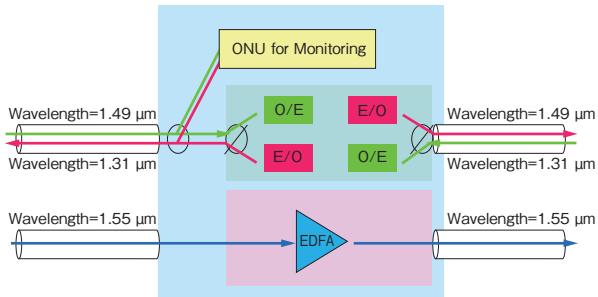 ONU for Monitoring
Wavelength=1.49 μm
O/E
E/O
Wavelength=1.49 μm
Wavelength=1.31 μm
E/O
O/E
Wavelength=1.31 μm
Wavelength=1.55 μm
EDFA
Wavelength=1.55 μm